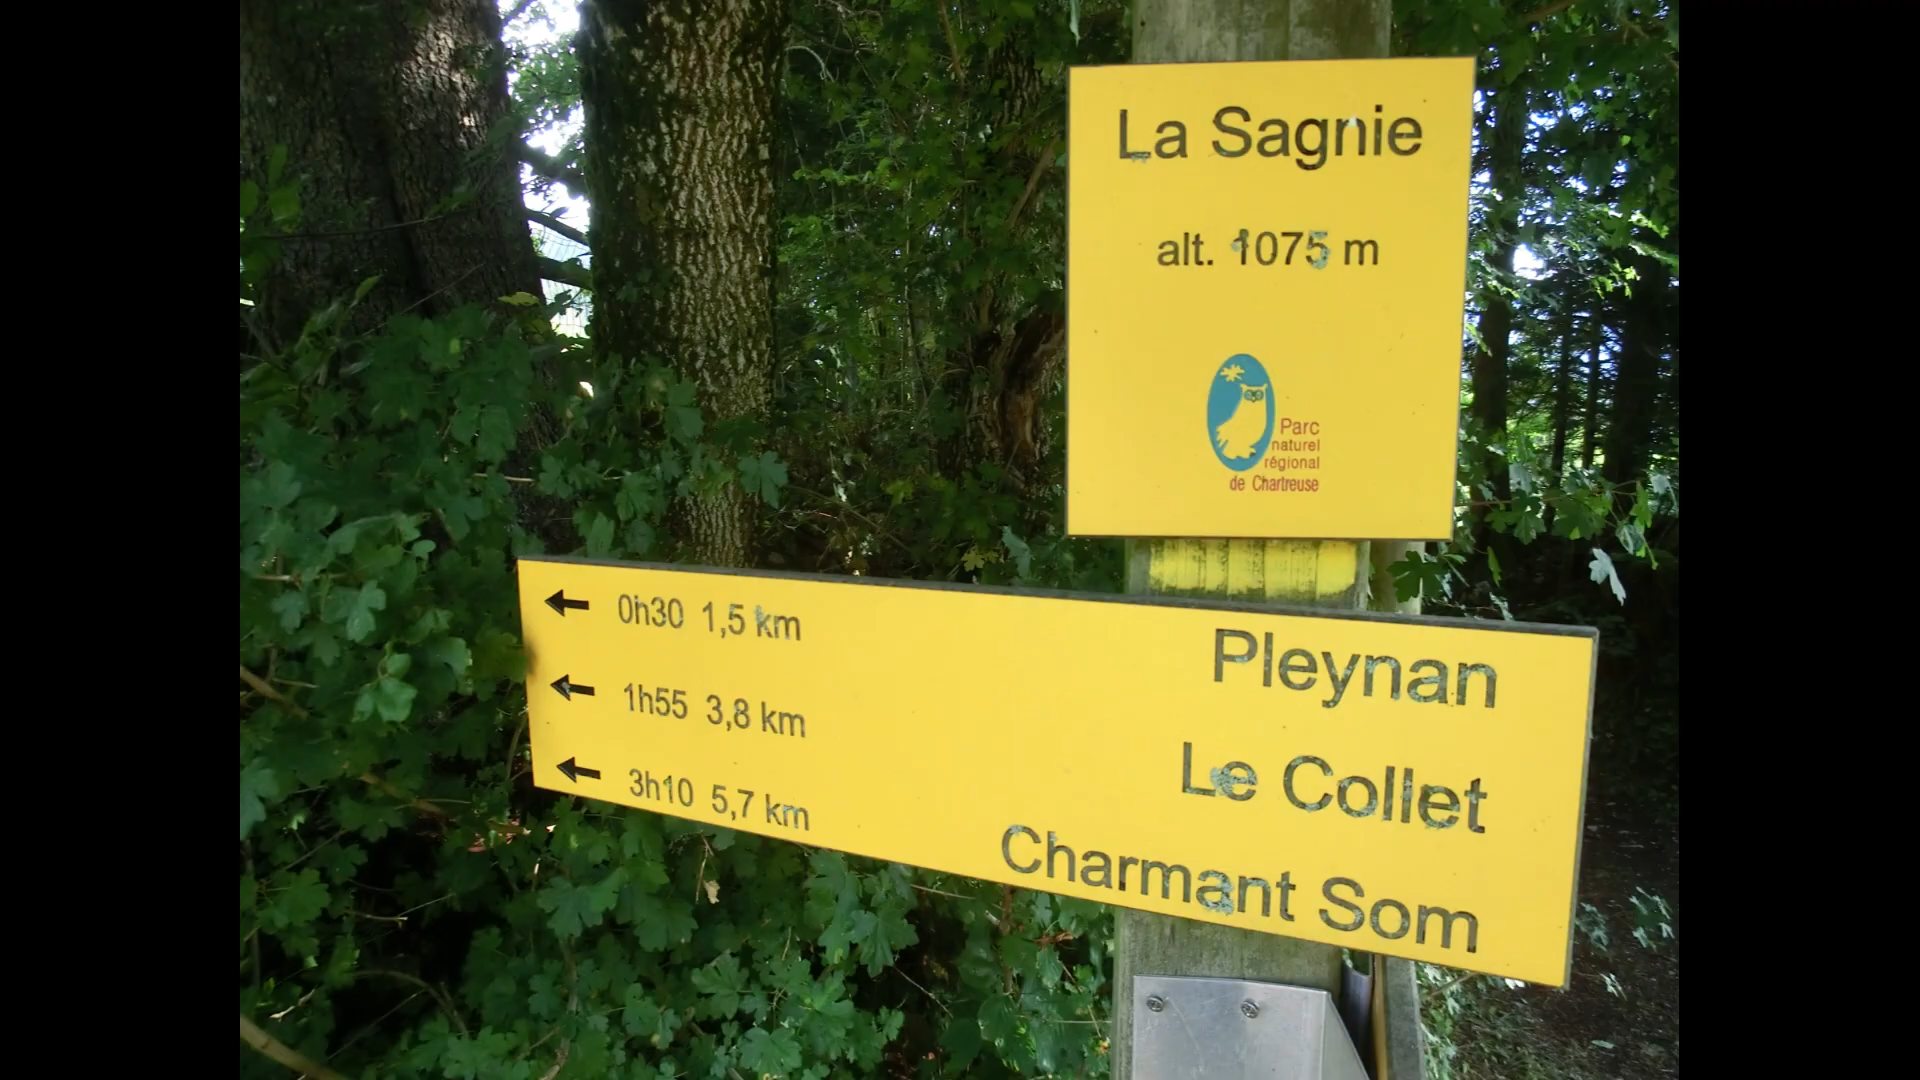 La Sagnie
alt. 1075 m
Parc
naturel
régional
de Chartreuse
0h30 1,5 km Pleynan
1h55 3,8 km Le Collet
3h10 5,7 km Charmant Som